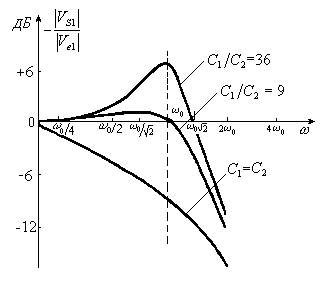 дБ
|V_S1|
-
|V_e1|
+6
C₁/C₂=36
C₁/C₂ = 9
0
ω₀/4
ω₀/2
ω₀/√2
ω₀
ω₀√2
2ω₀
4ω₀
ω
-6
C₁=C₂
-12